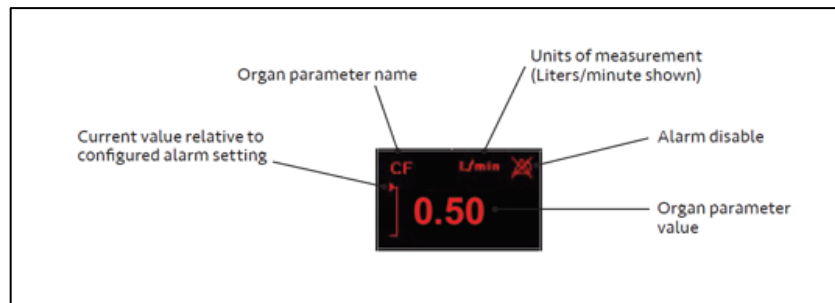 Units of measurement
(Liters/minute shown)
Organ parameter name
Current value relative to
configured alarm setting
Alarm disable
CF
L/min
0.50
Organ parameter
value